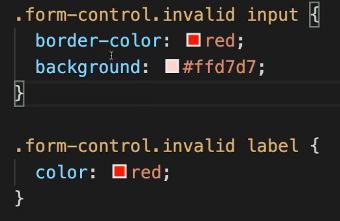 .form-control.invalid input {
  border-color: red;
  background: #ffd7d7;
}

.form-control.invalid label {
  color: red;
}